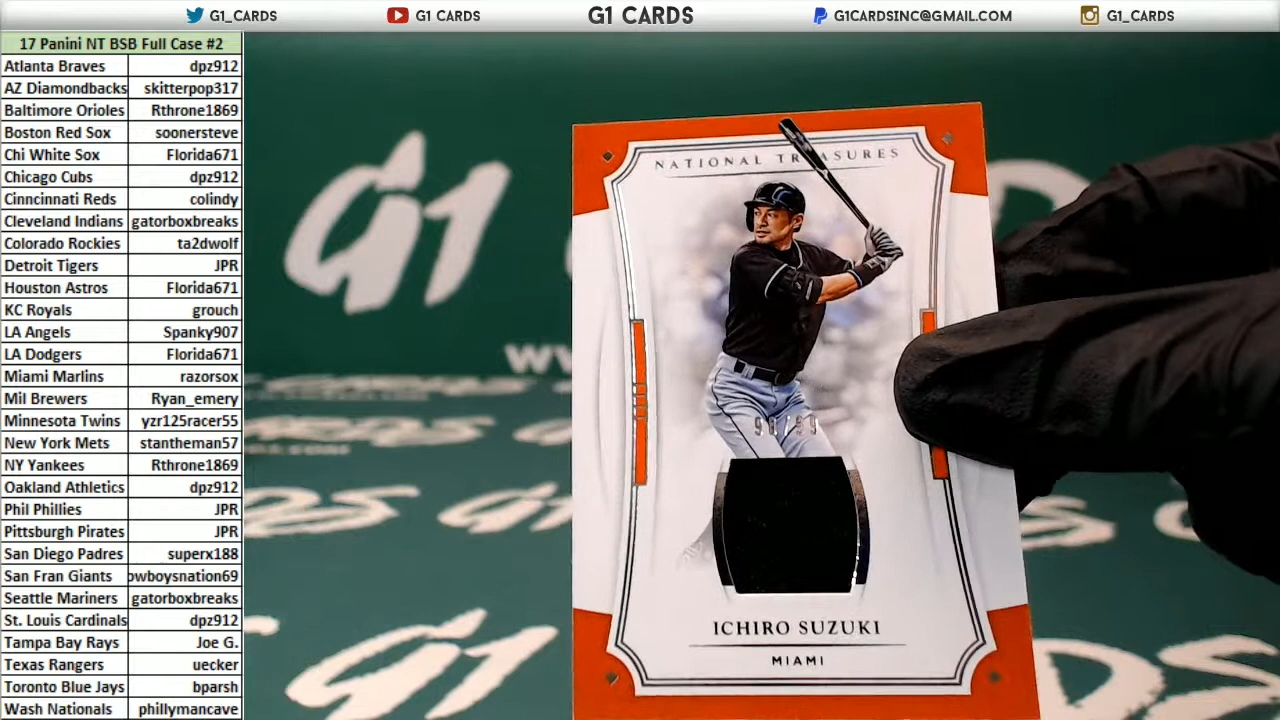 G1_CARDS
G1 CARDS
G1 CARDS
G1CARDSINC@GMAIL.COM
G1_CARDS
17 Panini NT BSB Full Case #2
Atlanta Braves dpz912
AZ Diamondbacks skitterpop317
Baltimore Orioles Rthrone1869
Boston Red Sox soonersteve
Chi White Sox Florida671
Chicago Cubs dpz912
Cinncinnati Reds colindy
Cleveland Indians gatorboxbreaks
Colorado Rockies ta2dwolf
Detroit Tigers JPR
Houston Astros Florida671
KC Royals grouch
LA Angels Spanky907
LA Dodgers Florida671
Miami Marlins razorsox
Mil Brewers Ryan_emery
Minnesota Twins yzr125racer55
New York Mets stantheman57
NY Yankees Rthrone1869
Oakland Athletics dpz912
Phil Phillies JPR
Pittsburgh Pirates JPR
San Diego Padres superx188
San Fran Giants owboysnation69
Seattle Mariners gatorboxbreaks
St. Louis Cardinals dpz912
Tampa Bay Rays Joe G.
Texas Rangers uecker
Toronto Blue Jays bparsh
Wash Nationals phillymancave
G1
NATIONAL TREASURES
ICHIRO SUZUKI
MIAMI